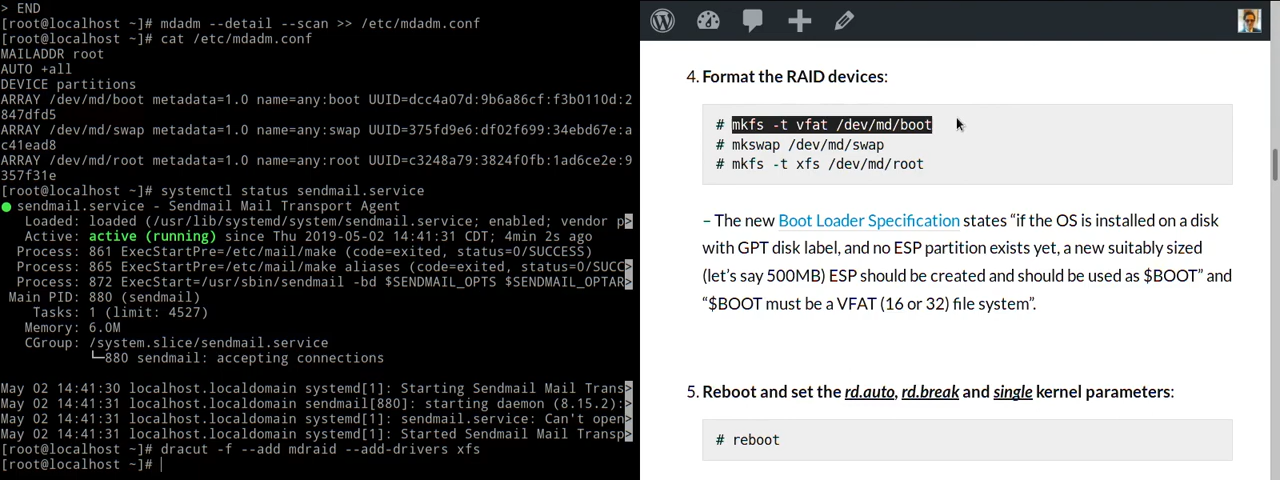 > END
[root@localhost ~]# mdadm --detail --scan >> /etc/mdadm.conf
[root@localhost ~]# cat /etc/mdadm.conf
MAILADDR root
AUTO +all
DEVICE partitions
ARRAY /dev/md/boot metadata=1.0 name=any:boot UUID=dcc4a07d:9b6a86cf:f3b0110d:2
847dfd5
ARRAY /dev/md/swap metadata=1.0 name=any:swap UUID=375fd9e6:df02f699:34ebd67e:a
c41ead8
ARRAY /dev/md/root metadata=1.0 name=any:root UUID=c3248a79:3824f0fb:1ad6ce2e:9
357f31e
[root@localhost ~]# systemctl status sendmail.service
● sendmail.service - Sendmail Mail Transport Agent
Loaded: loaded (/usr/lib/systemd/system/sendmail.service; enabled; vendor p>
Active: active (running) since Thu 2019-05-02 14:41:31 CDT; 4min 2s ago
Process: 861 ExecStartPre=/etc/mail/make (code=exited, status=0/SUCCESS)
Process: 865 ExecStartPre=/etc/mail/make aliases (code=exited, status=0/SUCC>
Process: 872 ExecStart=/usr/sbin/sendmail -bd $SENDMAIL_OPTS $SENDMAIL_OPTAR>
Main PID: 880 (sendmail)
Tasks: 1 (limit: 4527)
Memory: 6.0M
CGroup: /system.slice/sendmail.service
└─880 sendmail: accepting connections
May 02 14:41:30 localhost.localdomain systemd[1]: Starting Sendmail Mail Trans>
May 02 14:41:31 localhost.localdomain sendmail[880]: starting daemon (8.15.2):>
May 02 14:41:31 localhost.localdomain systemd[1]: sendmail.service: Can't open>
May 02 14:41:31 localhost.localdomain systemd[1]: Started Sendmail Mail Transp>
[root@localhost ~]# dracut -f --add mdraid --add-drivers xfs
[root@localhost ~]#
4. Format the RAID devices:
# mkfs -t vfat /dev/md/boot
# mkswap /dev/md/swap
# mkfs -t xfs /dev/md/root
– The new Boot Loader Specification states “if the OS is installed on a disk
with GPT disk label, and no ESP partition exists yet, a new suitably sized
(let’s say 500MB) ESP should be created and should be used as $BOOT” and
“$BOOT must be a VFAT (16 or 32) file system”.
5. Reboot and set the rd.auto, rd.break and single kernel parameters:
# reboot